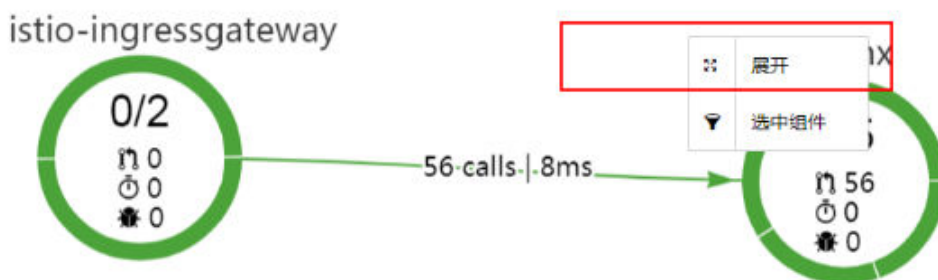 istio-ingressgateway
展开
选中组件
0/2
0
0
0
56 calls | 8ms
56
0
0